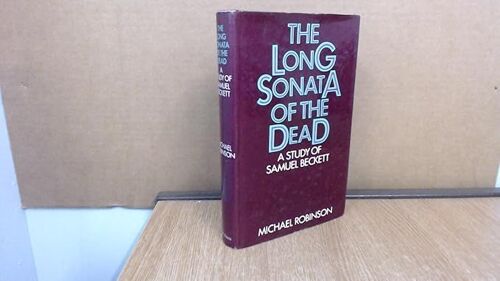 THE
LONG
SONATA
OF THE
DEAD
A STUDY OF
SAMUEL BECKETT
MICHAEL ROBINSON
THE
LONG
SONATA
OF THE
DEAD
A
STUDY OF
SAMUEL
BECKETT
MICHAEL
ROBINSON